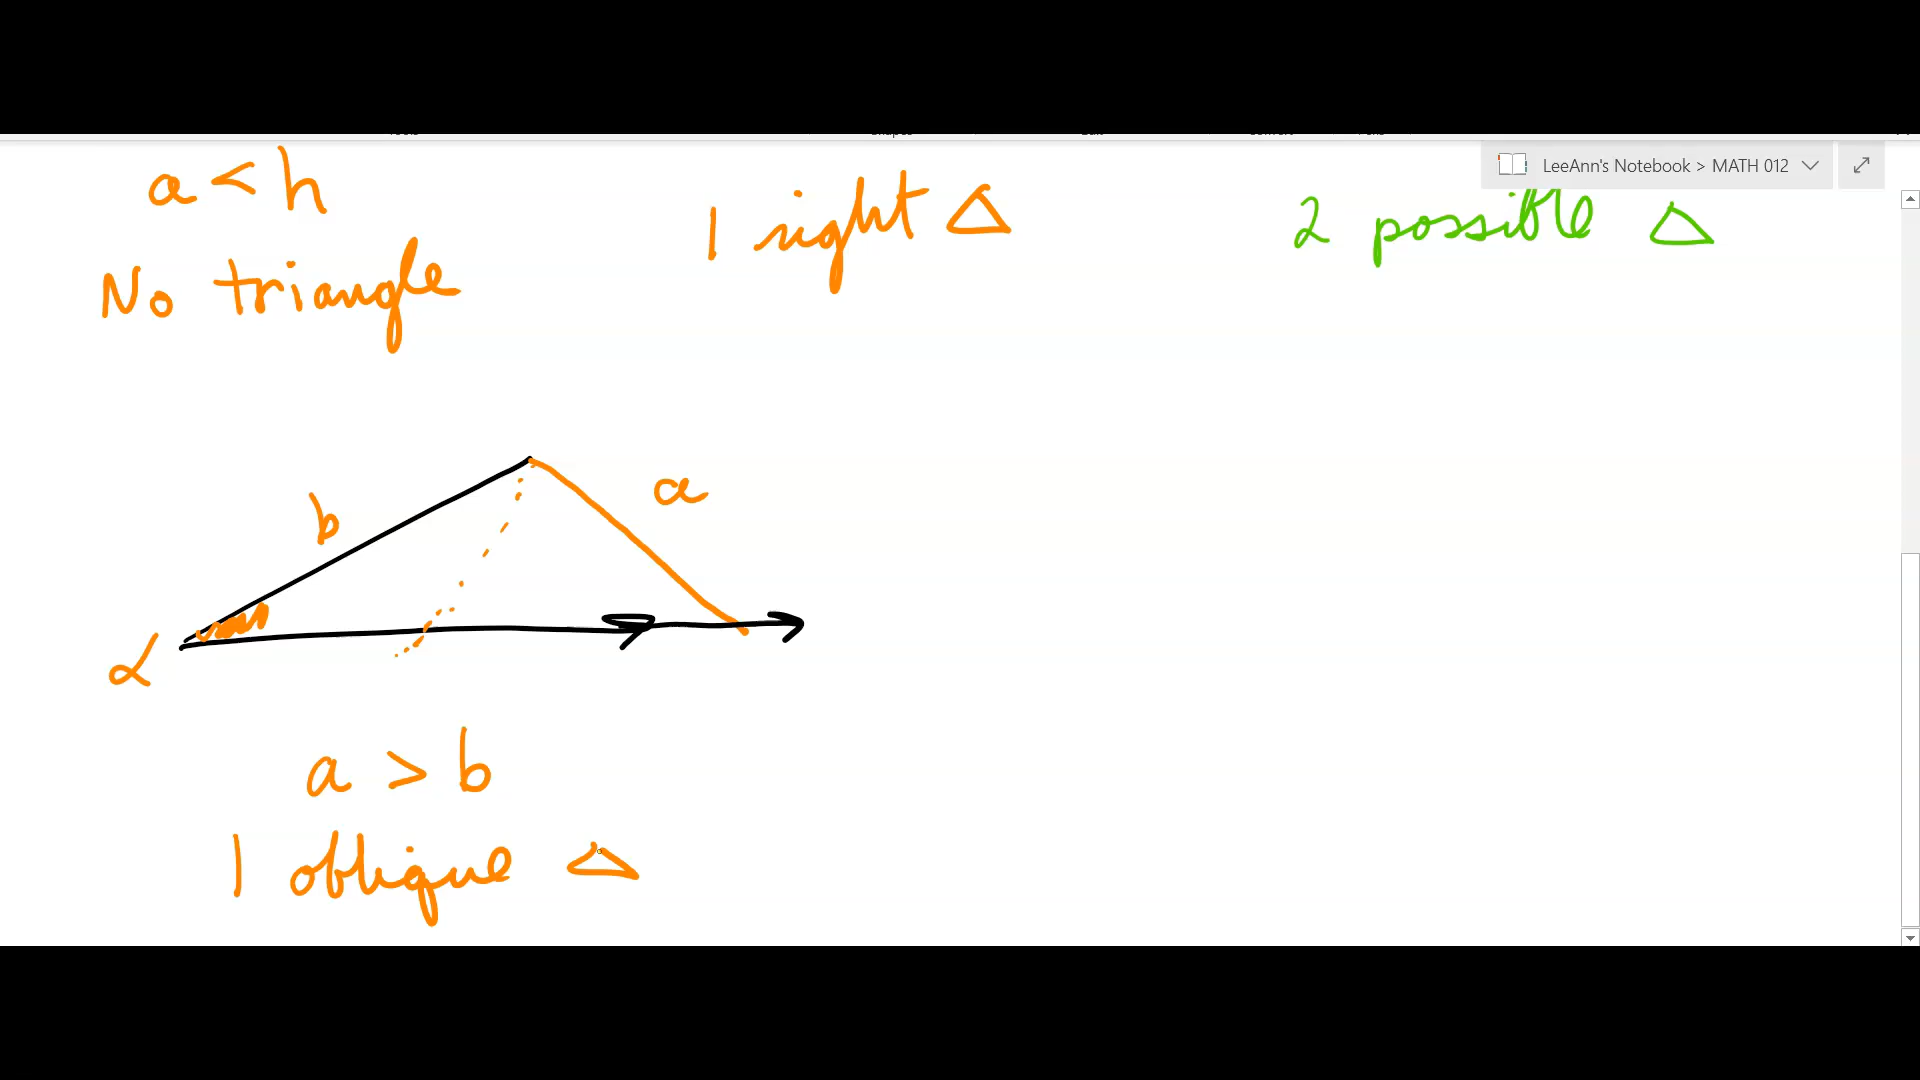 LeeAnn's Notebook > MATH 012
a < h
No triangle
1 right △
2 possible △
b
a
α
a > b
1 oblique △